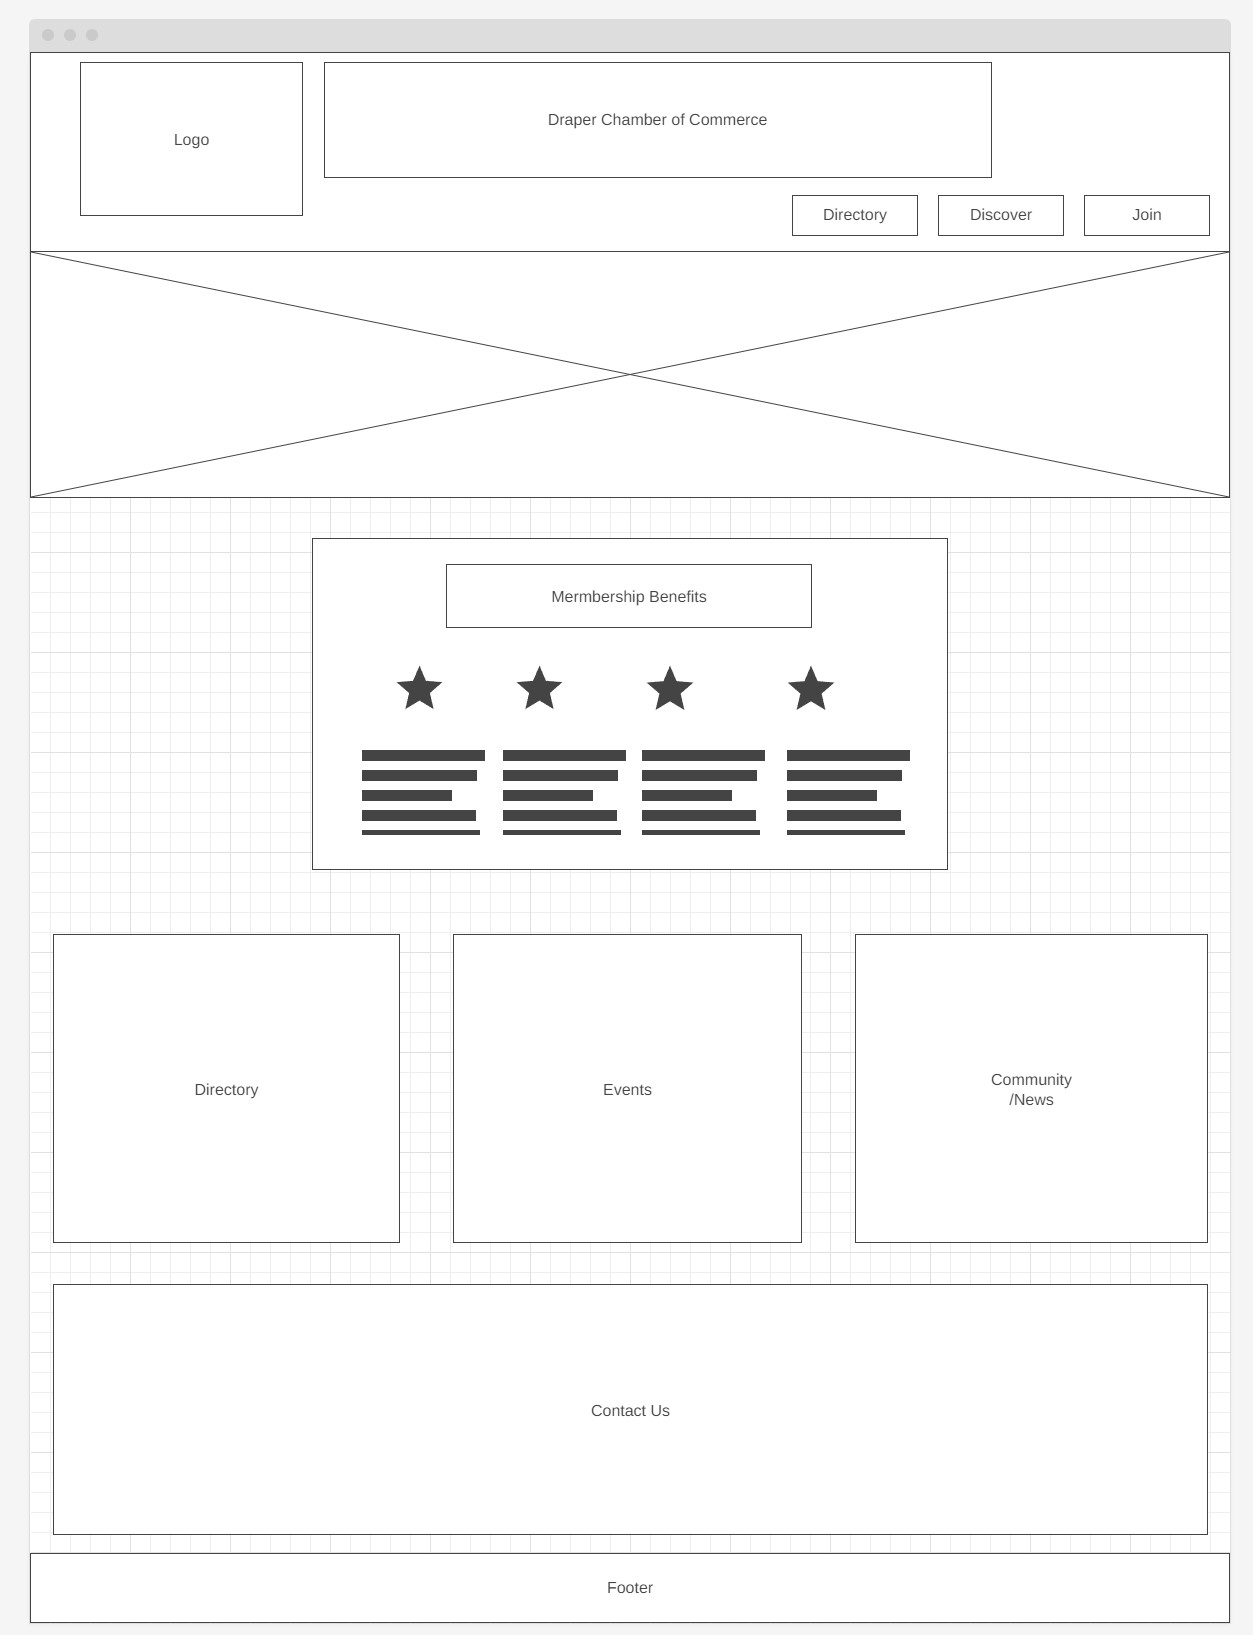 Logo
Draper Chamber of Commerce
Directory
Discover
Join
Mermbership Benefits
Directory
Events
Community
/News
Contact Us
Footer